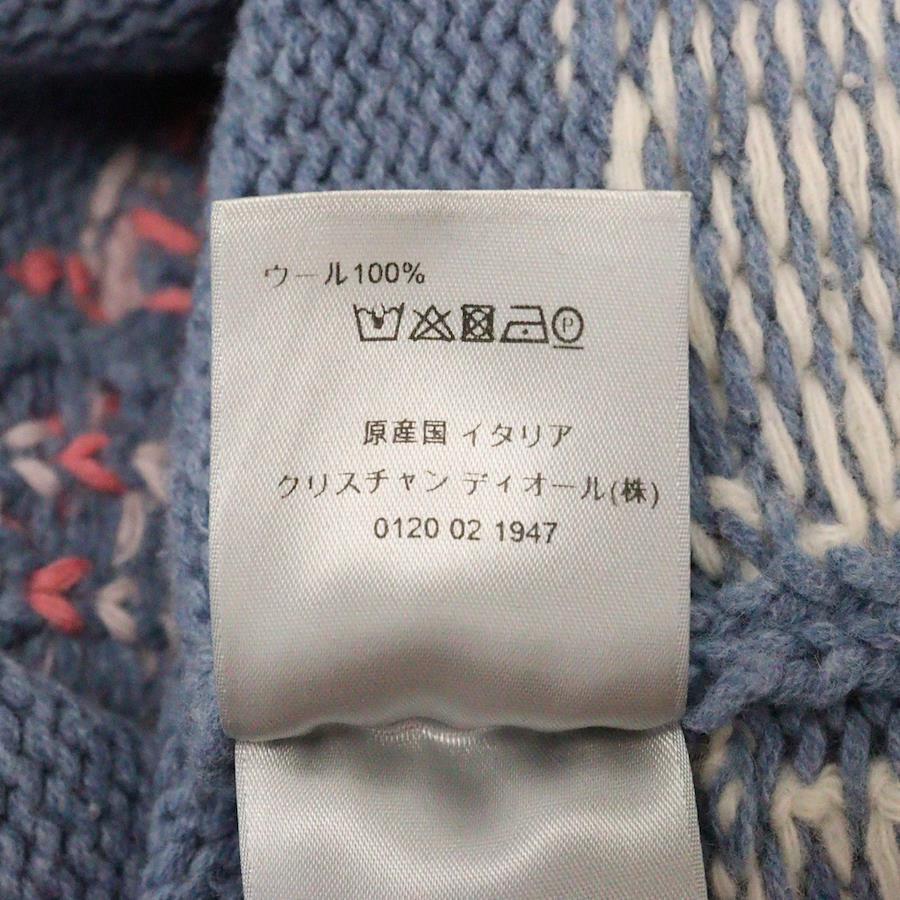 ウール100%
P
原産国 イタリア
クリスチャン ディオール(株)
0120 02 1947